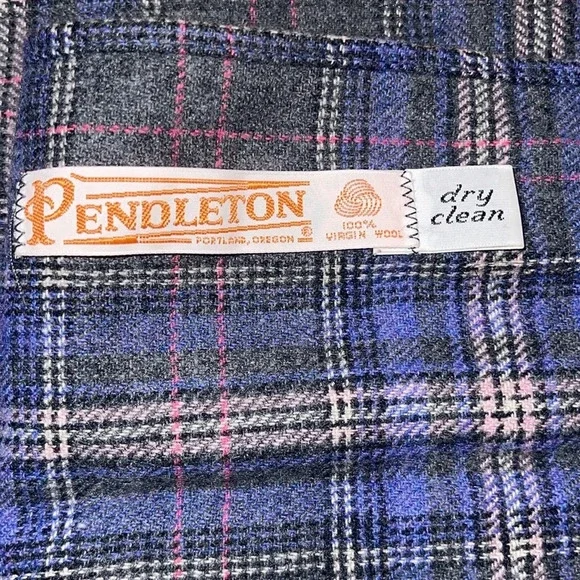 PENDLETON®
PORTLAND, OREGON
100%
VIRGIN WOOL
dry
clean